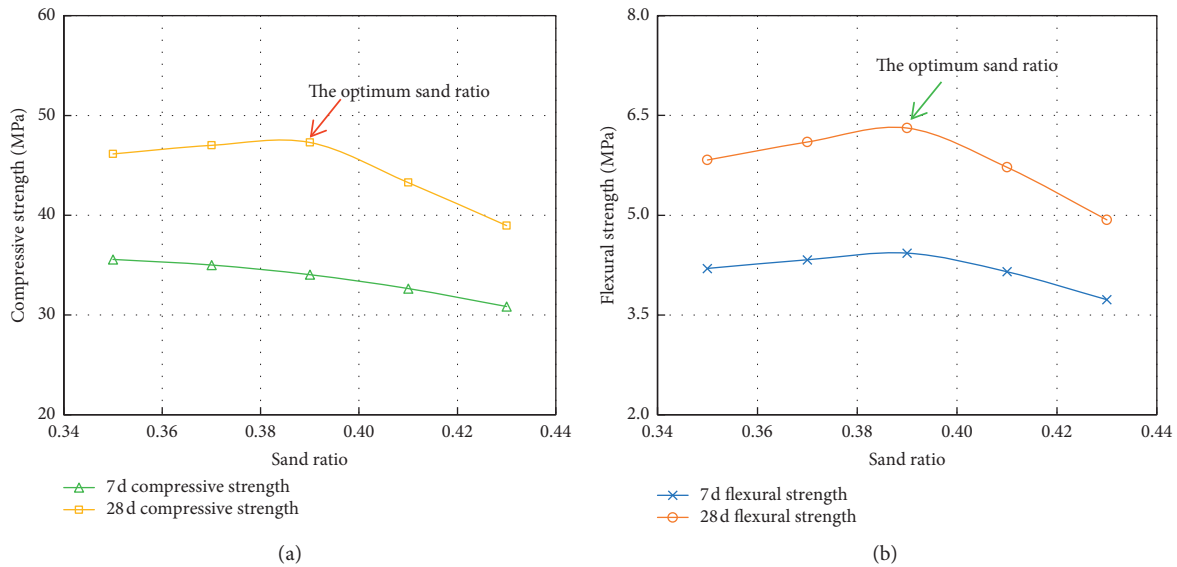 60
50
40
30
20
Compressive strength (MPa)
The optimum sand ratio
0.34
0.36
0.38
0.40
0.42
0.44
Sand ratio
7 d compressive strength
28 d compressive strength
(a)
8.0
6.5
5.0
3.5
2.0
Flexural strength (MPa)
The optimum sand ratio
0.34
0.36
0.38
0.40
0.42
0.44
Sand ratio
7 d flexural strength
28 d flexural strength
(b)